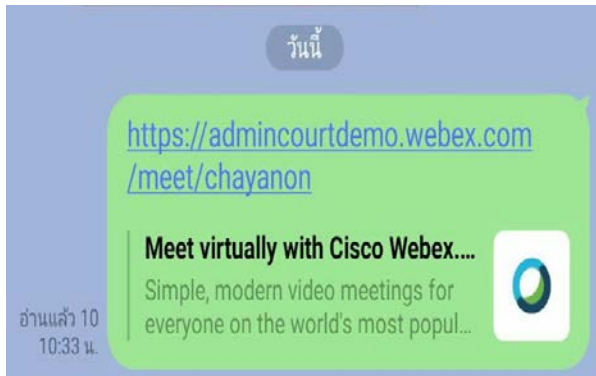 วันนี้
https://admincourtdemo.webex.com
/meet/chayanon
Meet virtually with Cisco Webex....
Simple, modern video meetings for
everyone on the world's most popul...
อ่านแล้ว 10
10:33 น.